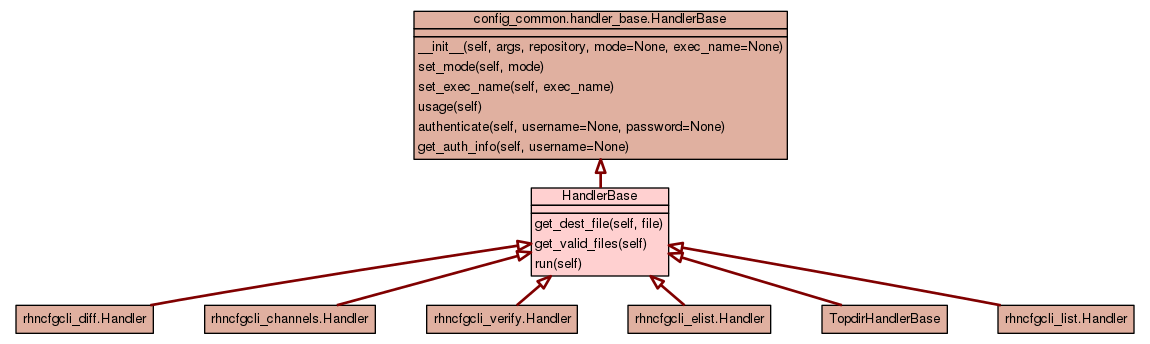 config_common.handler_base.HandlerBase
__init__(self, args, repository, mode=None, exec_name=None)
set_mode(self, mode)
set_exec_name(self, exec_name)
usage(self)
authenticate(self, username=None, password=None)
get_auth_info(self, username=None)
HandlerBase
get_dest_file(self, file)
get_valid_files(self)
run(self)
rhncfgcli_diff.Handler
rhncfgcli_channels.Handler
rhncfgcli_verify.Handler
rhncfgcli_elist.Handler
TopdirHandlerBase
rhncfgcli_list.Handler